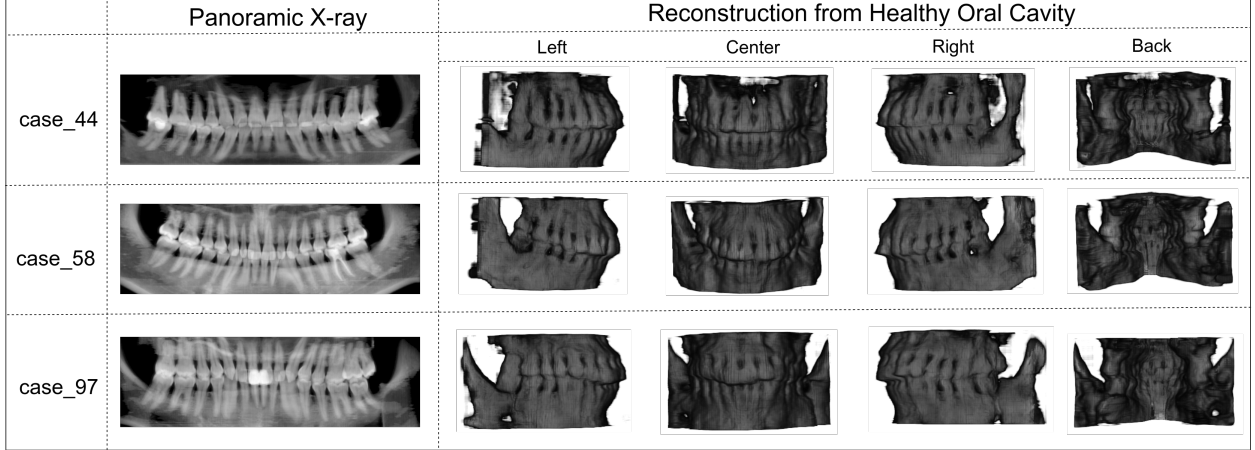 Panoramic X-ray
Reconstruction from Healthy Oral Cavity
Left
Center
Right
Back
case_44
case_58
case_97